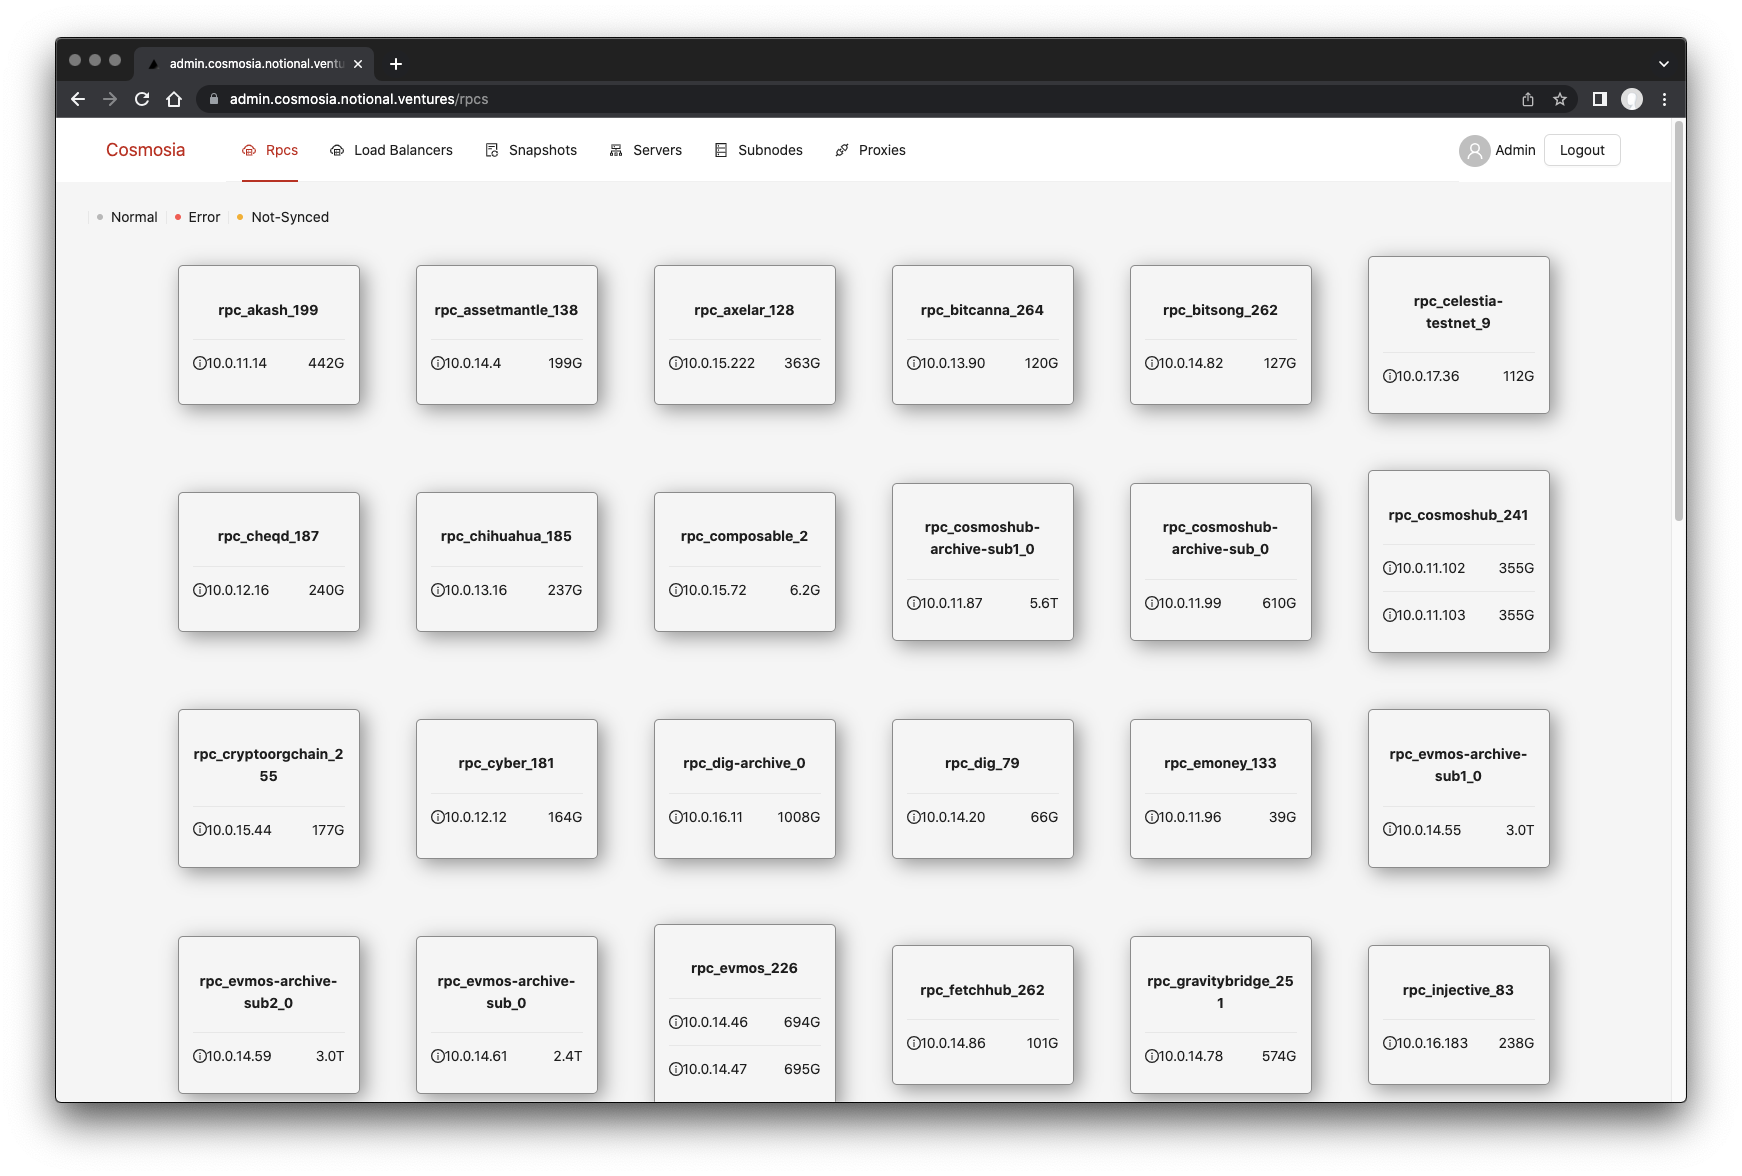 admin.cosmosia.notional.ventu
admin.cosmosia.notional.ventures/rpcs
Cosmosia Rpcs Load Balancers Snapshots Servers Subnodes Proxies Admin Logout
Normal Error Not-Synced
rpc_akash_199
10.0.11.14 442G
rpc_assetmantle_138
10.0.14.4 199G
rpc_axelar_128
10.0.15.222 363G
rpc_bitcanna_264
10.0.13.90 120G
rpc_bitsong_262
10.0.14.82 127G
rpc_celestia-
testnet_9
10.0.17.36 112G
rpc_cheqd_187
10.0.12.16 240G
rpc_chihuahua_185
10.0.13.16 237G
rpc_composable_2
10.0.15.72 6.2G
rpc_cosmoshub-
archive-sub1_0
10.0.11.87 5.6T
rpc_cosmoshub-
archive-sub_0
10.0.11.99 610G
rpc_cosmoshub_241
10.0.11.102 355G
10.0.11.103 355G
rpc_cryptoorgchain_2
55
10.0.15.44 177G
rpc_cyber_181
10.0.12.12 164G
rpc_dig-archive_0
10.0.16.11 1008G
rpc_dig_79
10.0.14.20 66G
rpc_emoney_133
10.0.11.96 39G
rpc_evmos-archive-
sub1_0
10.0.14.55 3.0T
rpc_evmos-archive-
sub2_0
10.0.14.59 3.0T
rpc_evmos-archive-
sub_0
10.0.14.61 2.4T
rpc_evmos_226
10.0.14.46 694G
10.0.14.47 695G
rpc_fetchhub_262
10.0.14.86 101G
rpc_gravitybridge_25
1
10.0.14.78 574G
rpc_injective_83
10.0.16.183 238G